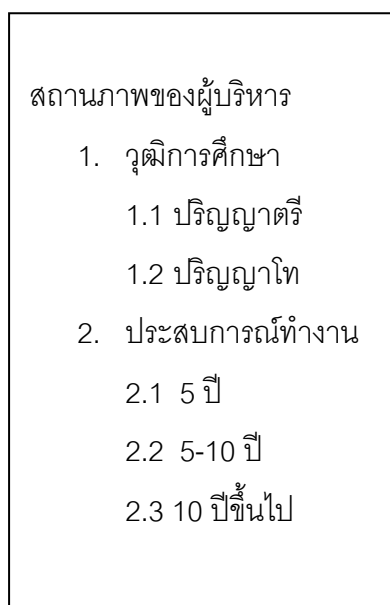 สถานภาพของผู้บริหาร
1. วุฒิการศึกษา
1.1 ปริญญาตรี
1.2 ปริญญาโท
2. ประสบการณ์ทำงาน
2.1 5 ปี
2.2 5-10 ปี
2.3 10 ปีขึ้นไป